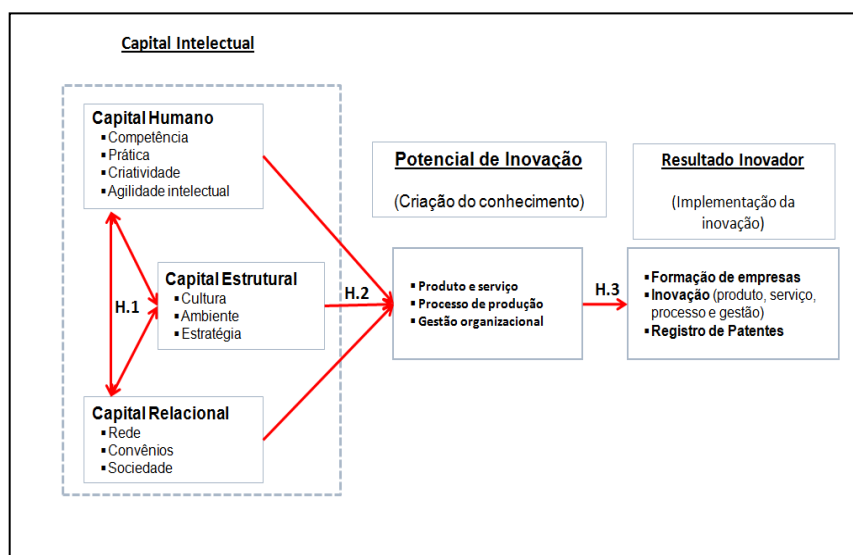 Capital Intelectual
Capital Humano
▪ Competência
▪ Prática
▪ Criatividade
▪ Agilidade intelectual
H.1
Capital Estrutural
▪ Cultura
▪ Ambiente
▪ Estratégia
Capital Relacional
▪ Rede
▪ Convênios
▪ Sociedade
H.2
Potencial de Inovação
(Criação do conhecimento)
▪ Produto e serviço
▪ Processo de produção
▪ Gestão organizacional
H.3
Resultado Inovador
(Implementação da
inovação)
▪ Formação de empresas
▪ Inovação (produto, serviço,
processo e gestão)
▪ Registro de Patentes